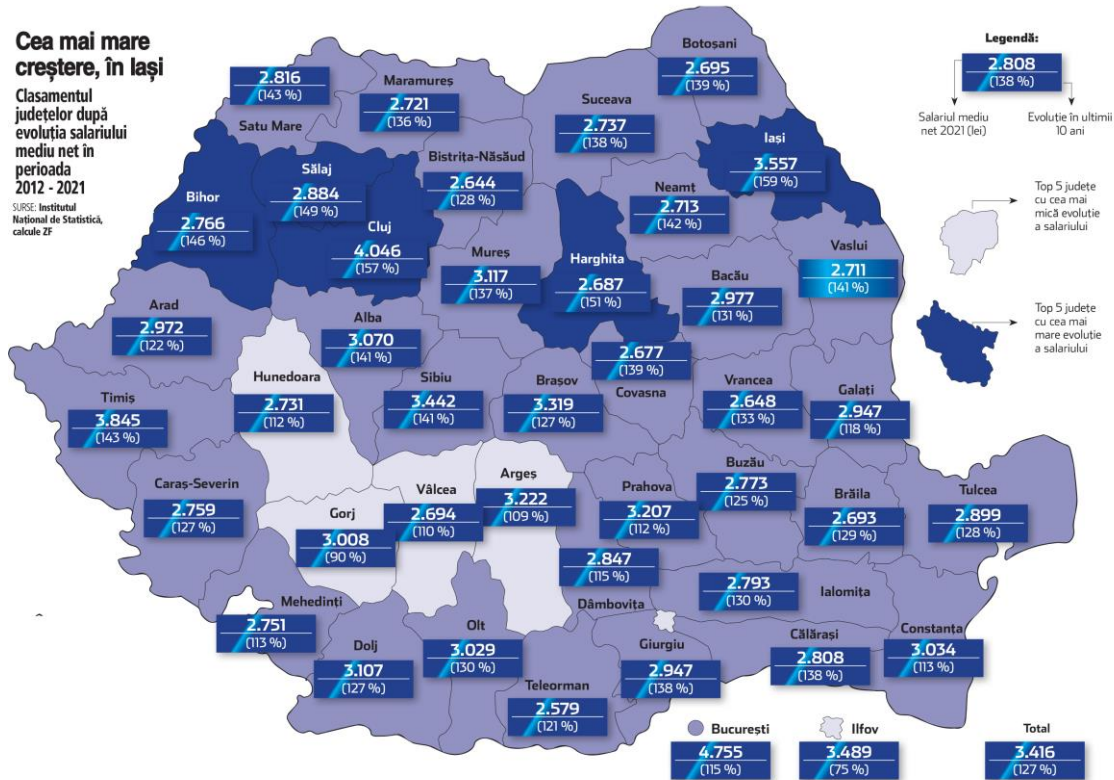 Cea mai mare
creștere, în Iași
Clasamentul
județelor după
evoluția salariului
mediu net în
perioada
2012 - 2021
SURSE: Institutul
Național de Statistică,
calcule ZF
Legendă:
2.808
(138 %)
Salariul mediu
net 2021 (lei)
Evoluție în ultimii
10 ani
Top 5 județe
cu cea mai
mică evoluție
a salariului
Top 5 județe
cu cea mai
mare evoluție
a salariului
2.816
(143 %)
Satu Mare
Maramureș
2.721
(136 %)
Suceava
2.737
(138 %)
Botoșani
2.695
(139 %)
Iași
3.557
(159 %)
Bihor
2.766
(146 %)
Sălaj
2.884
(149 %)
Cluj
4.046
(157 %)
Bistrița-Năsăud
2.644
(128 %)
Neamț
2.713
(142 %)
Mureș
3.117
(137 %)
Harghita
2.687
(151 %)
Bacău
2.977
(131 %)
Vaslui
2.711
(141 %)
Arad
2.972
(122 %)
Alba
3.070
(141 %)
Hunedoara
2.731
(112 %)
Sibiu
3.442
(141 %)
Brașov
3.319
(127 %)
2.677
(139 %)
Covasna
Vrancea
2.648
(133 %)
Galați
2.947
(118 %)
Timiș
3.845
(143 %)
Caraș-Severin
2.759
(127 %)
Gorj
3.008
(90 %)
Vâlcea
2.694
(110 %)
Argeș
3.222
(109 %)
Prahova
3.207
(112 %)
Buzău
2.773
(125 %)
Brăila
2.693
(129 %)
Tulcea
2.899
(128 %)
2.847
(115 %)
Dâmbovița
2.793
(130 %)
Ialomița
Mehedinți
2.751
(113 %)
Dolj
3.107
(127 %)
Olt
3.029
(130 %)
Teleorman
2.579
(121 %)
Giurgiu
2.947
(138 %)
Călărași
2.808
(138 %)
Constanța
3.034
(113 %)
București
4.755
(115 %)
Ilfov
3.489
(75 %)
Total
3.416
(127 %)